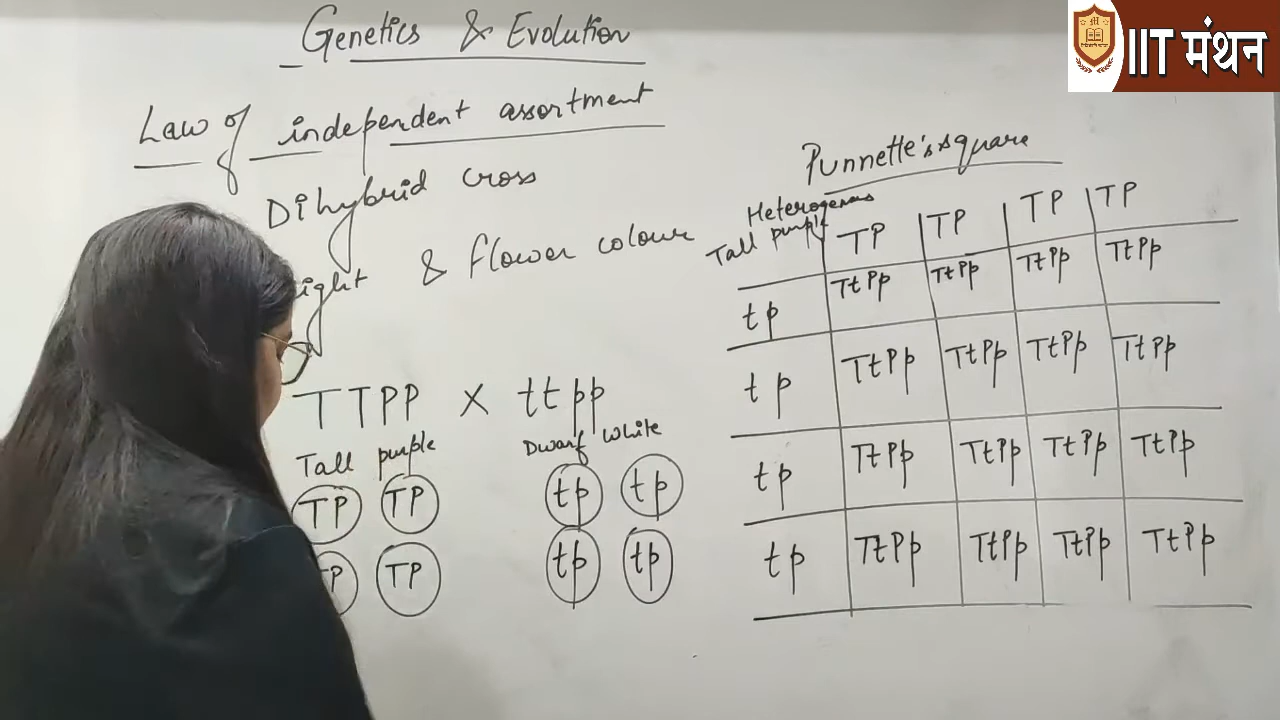 Genetics & Evolution
IIT मंथन
Law of independent assortment
Dihybrid cross
ight & flower colour
TTPP X ttpp
Tall purple Dwarf White
TP TP tp tp
TP tp tp
Punnette's square
Heterogenous
Tall purple
TP TP TP TP
tp TtPp TtPp TtPp TtPp
tp TtPp TtPp TtPp TtPp
tp TtPp TtPp TtPp TtPp
tp TtPp TtPp TtPp TtPp